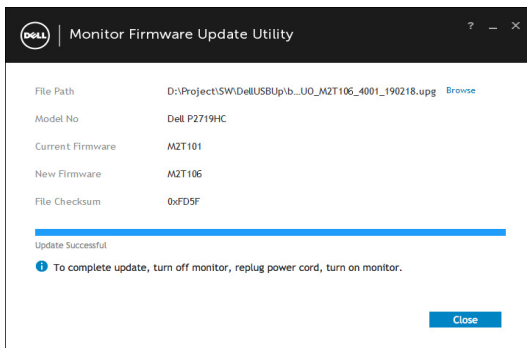 DELL Monitor Firmware Update Utility ? _ ×
File Path D:\Project\SW\DellUSBUp\b...UO_M2T106_4001_190218.upg Browse
Model No Dell P2719HC
Current Firmware M2T101
New Firmware M2T106
File Checksum 0xFD5F
Update Successful
i To complete update, turn off monitor, replug power cord, turn on monitor.
Close